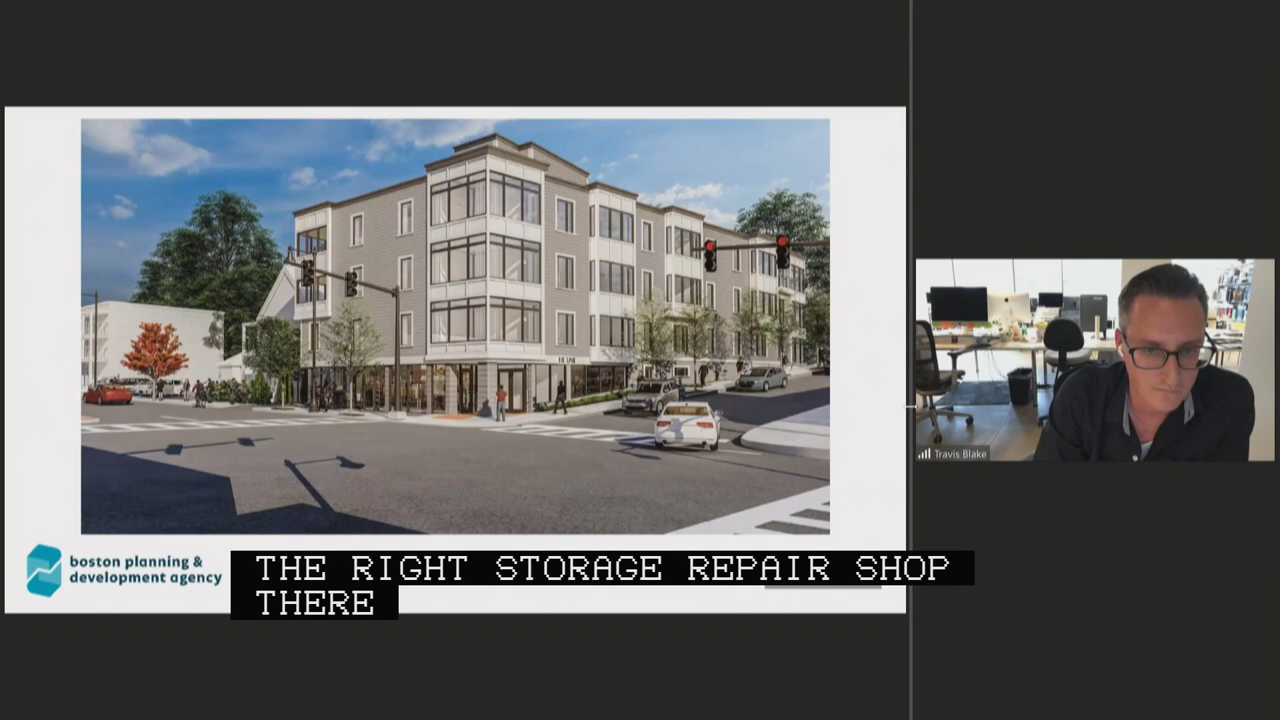 boston planning &
development agency
THE RIGHT STORAGE REPAIR SHOP
THERE
Travis Blake